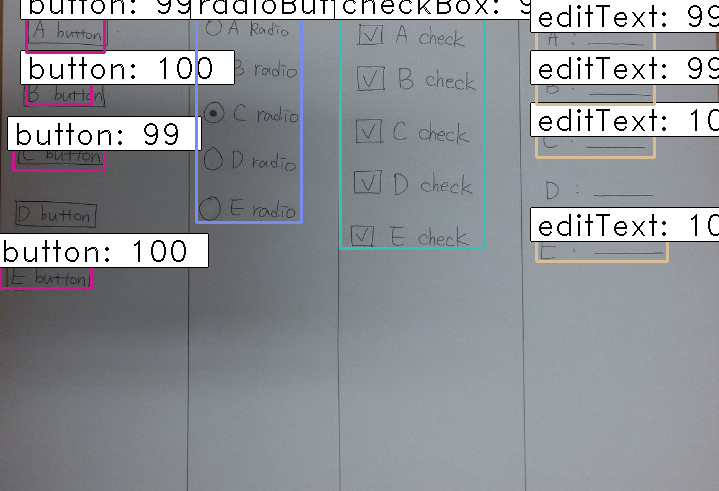 button: 99
A button
button: 100
B button
button: 99
C button
D button
button: 100
E button
radioButt
A Radio
B radio
C radio
D radio
E radio
checkBox: 9
A check
B check
C check
D check
E check
editText: 99
A :
editText: 99
B :
editText: 10
C :
D :
editText: 10
E :